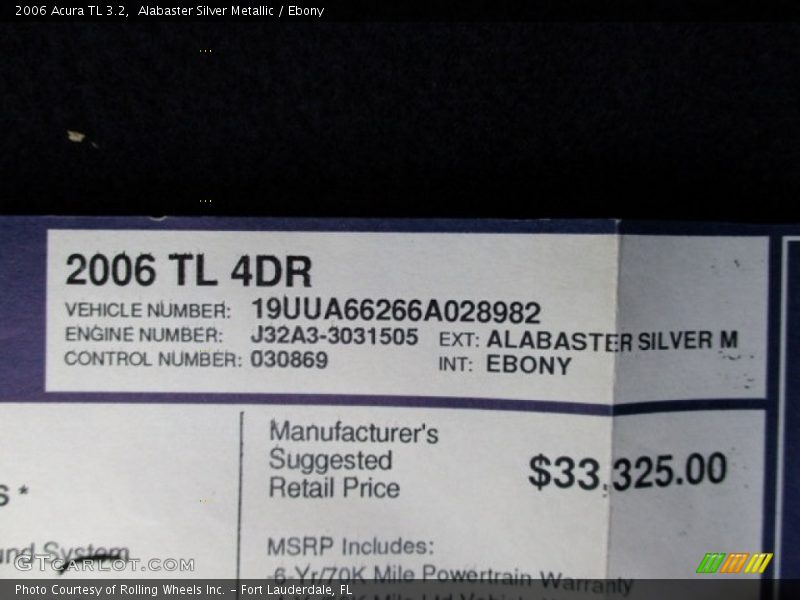 2006 Acura TL 3.2,  Alabaster Silver Metallic / Ebony
2006 TL 4DR
VEHICLE NUMBER: 19UUA66266A028982
ENGINE NUMBER: J32A3-3031505 EXT: ALABASTER SILVER M
CONTROL NUMBER: 030869 INT: EBONY
Manufacturer's
Suggested
Retail Price
$33,325.00
S *
und System
MSRP Includes:
-6-Yr/70K Mile Powertrain Warranty
GTCARLOT.COM
Photo Courtesy of Rolling Wheels Inc. – Fort Lauderdale, FL